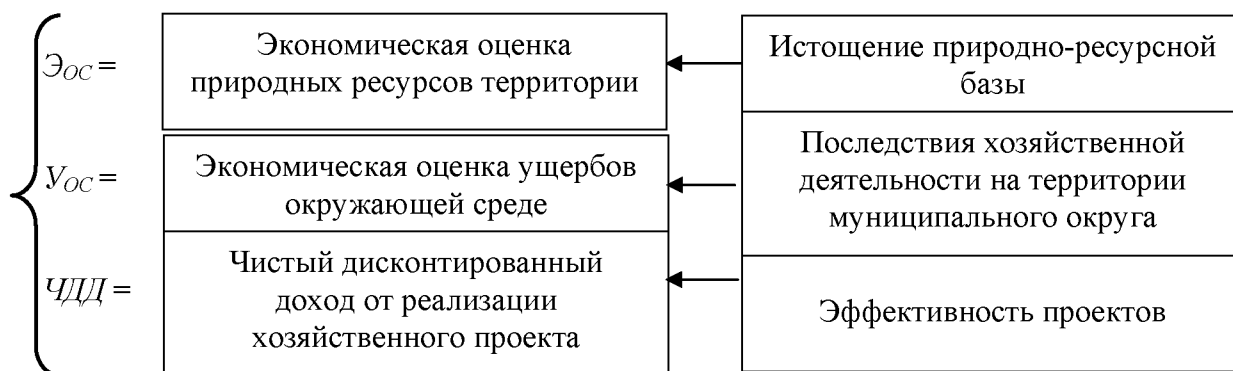 Э_ОС =
Экономическая оценка
природных ресурсов территории
Истощение природно-ресурсной
базы
У_ОС =
Экономическая оценка ущербов
окружающей среде
Последствия хозяйственной
деятельности на территории
муниципального округа
ЧДД =
Чистый дисконтированный
доход от реализации
хозяйственного проекта
Эффективность проектов